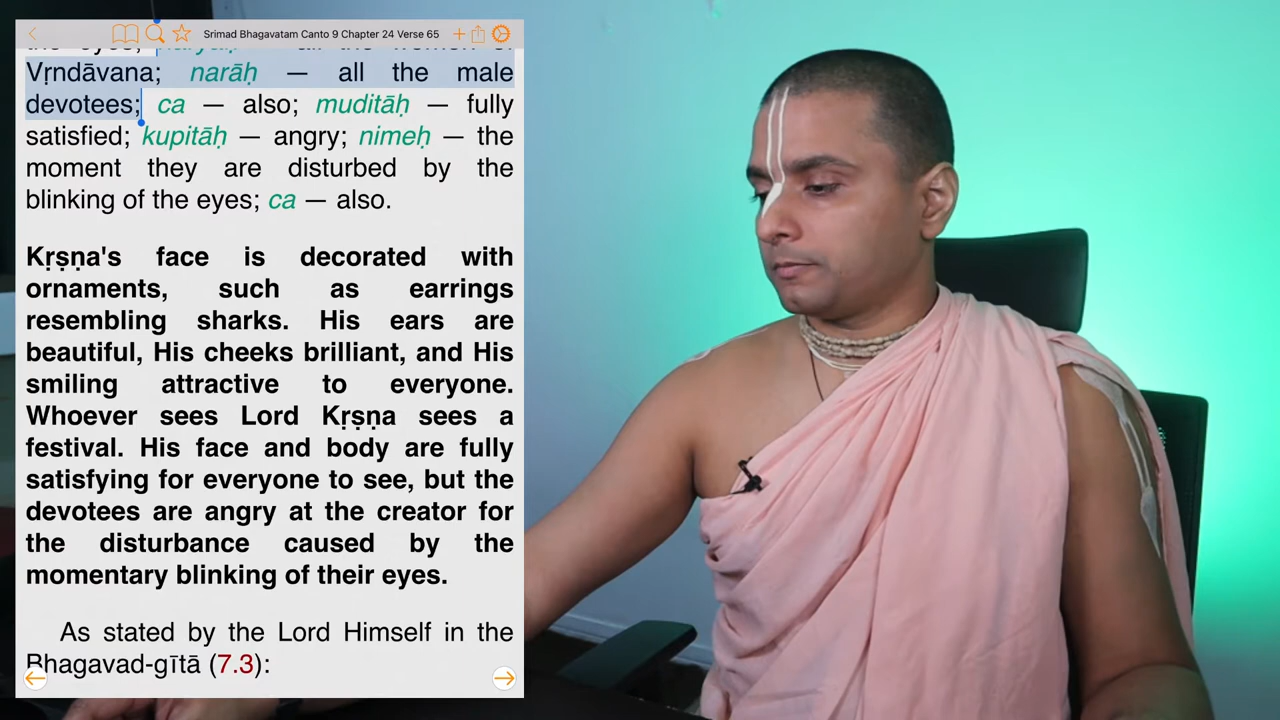 Srimad Bhagavatam Canto 9 Chapter 24 Verse 65
Vṛndāvana; narāḥ — all the male
devotees; ca — also; muditāḥ — fully
satisfied; kupitāḥ — angry; nimeḥ — the
moment they are disturbed by the
blinking of the eyes; ca — also.
Kṛṣṇa's face is decorated with
ornaments, such as earrings
resembling sharks. His ears are
beautiful, His cheeks brilliant, and His
smiling attractive to everyone.
Whoever sees Lord Kṛṣṇa sees a
festival. His face and body are fully
satisfying for everyone to see, but the
devotees are angry at the creator for
the disturbance caused by the
momentary blinking of their eyes.
As stated by the Lord Himself in the
Bhagavad-gītā (7.3):